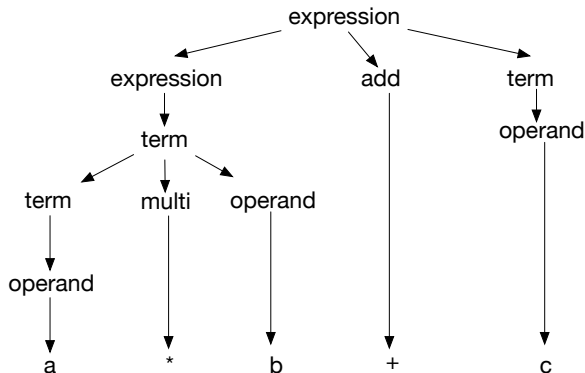 expression
expression add term
operand
term
term multi operand
operand
a * b + c